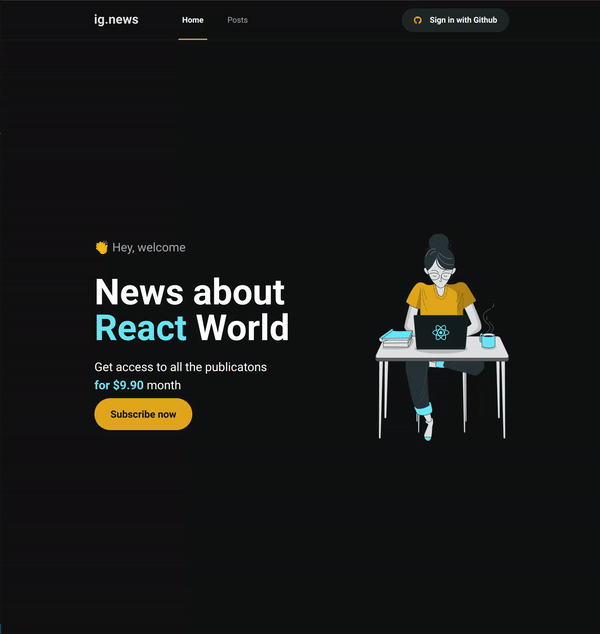 ig.news
Home
Posts
Sign in with Github
👏 Hey, welcome
News about
React World
Get access to all the publicatons
for $9.90 month
Subscribe now